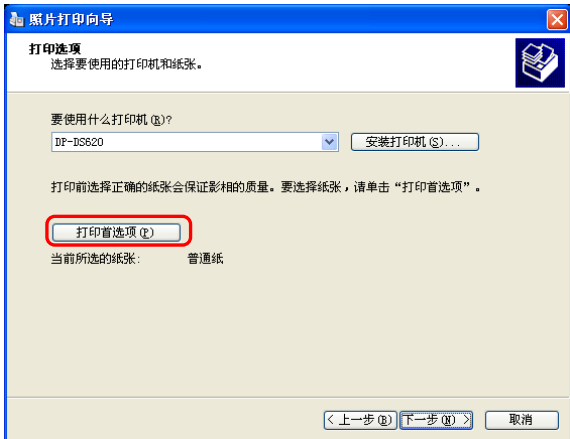 照片打印向导
打印选项
选择要使用的打印机和纸张。
要使用什么打印机(R)?
DP-DS620
安装打印机(S)...
打印前选择正确的纸张会保证影相的质量。要选择纸张，请单击“打印首选项”。
打印首选项(P)
当前所选的纸张: 普通纸
< 上一步(B) 下一步(N) > 取消